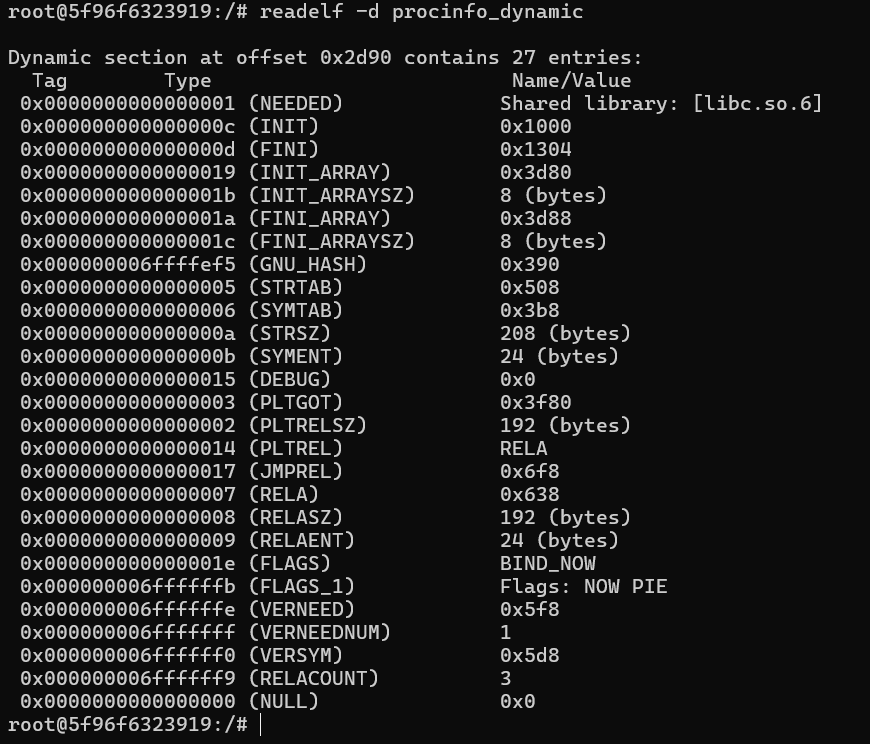 root@5f96f6323919:/# readelf -d procinfo_dynamic

Dynamic section at offset 0x2d90 contains 27 entries:
  Tag        Type                         Name/Value
 0x0000000000000001 (NEEDED)             Shared library: [libc.so.6]
 0x000000000000000c (INIT)               0x1000
 0x000000000000000d (FINI)               0x1304
 0x0000000000000019 (INIT_ARRAY)         0x3d80
 0x000000000000001b (INIT_ARRAYSZ)       8 (bytes)
 0x000000000000001a (FINI_ARRAY)         0x3d88
 0x000000000000001c (FINI_ARRAYSZ)       8 (bytes)
 0x000000006ffffef5 (GNU_HASH)           0x390
 0x0000000000000005 (STRTAB)             0x508
 0x0000000000000006 (SYMTAB)             0x3b8
 0x000000000000000a (STRSZ)              208 (bytes)
 0x000000000000000b (SYMENT)             24 (bytes)
 0x0000000000000015 (DEBUG)              0x0
 0x0000000000000003 (PLTGOT)             0x3f80
 0x0000000000000002 (PLTRELSZ)           192 (bytes)
 0x0000000000000014 (PLTREL)             RELA
 0x0000000000000017 (JMPREL)             0x6f8
 0x0000000000000007 (RELA)               0x638
 0x0000000000000008 (RELASZ)             192 (bytes)
 0x0000000000000009 (RELAENT)            24 (bytes)
 0x000000000000001e (FLAGS)              BIND_NOW
 0x000000006ffffffb (FLAGS_1)            Flags: NOW PIE
 0x000000006ffffffe (VERNEED)            0x5f8
 0x000000006fffffff (VERNEEDNUM)         1
 0x000000006ffffff0 (VERSYM)             0x5d8
 0x000000006ffffff9 (RELACOUNT)          3
 0x0000000000000000 (NULL)               0x0
root@5f96f6323919:/#